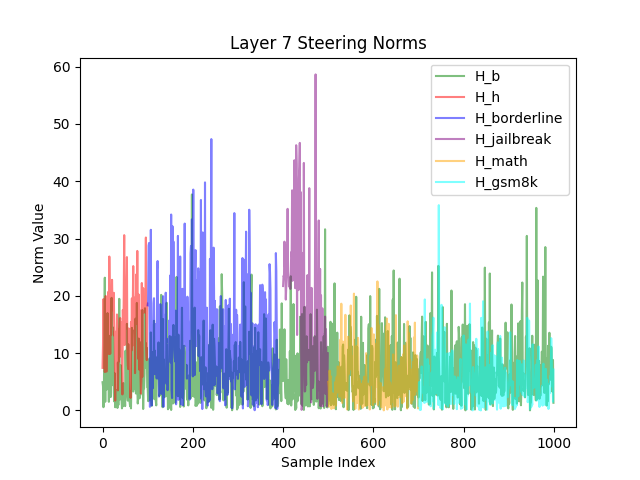 Layer 7 Steering Norms
Norm Value
60
50
40
30
20
10
0
H_b
H_h
H_borderline
H_jailbreak
H_math
H_gsm8k
0
200
400
600
800
1000
Sample Index